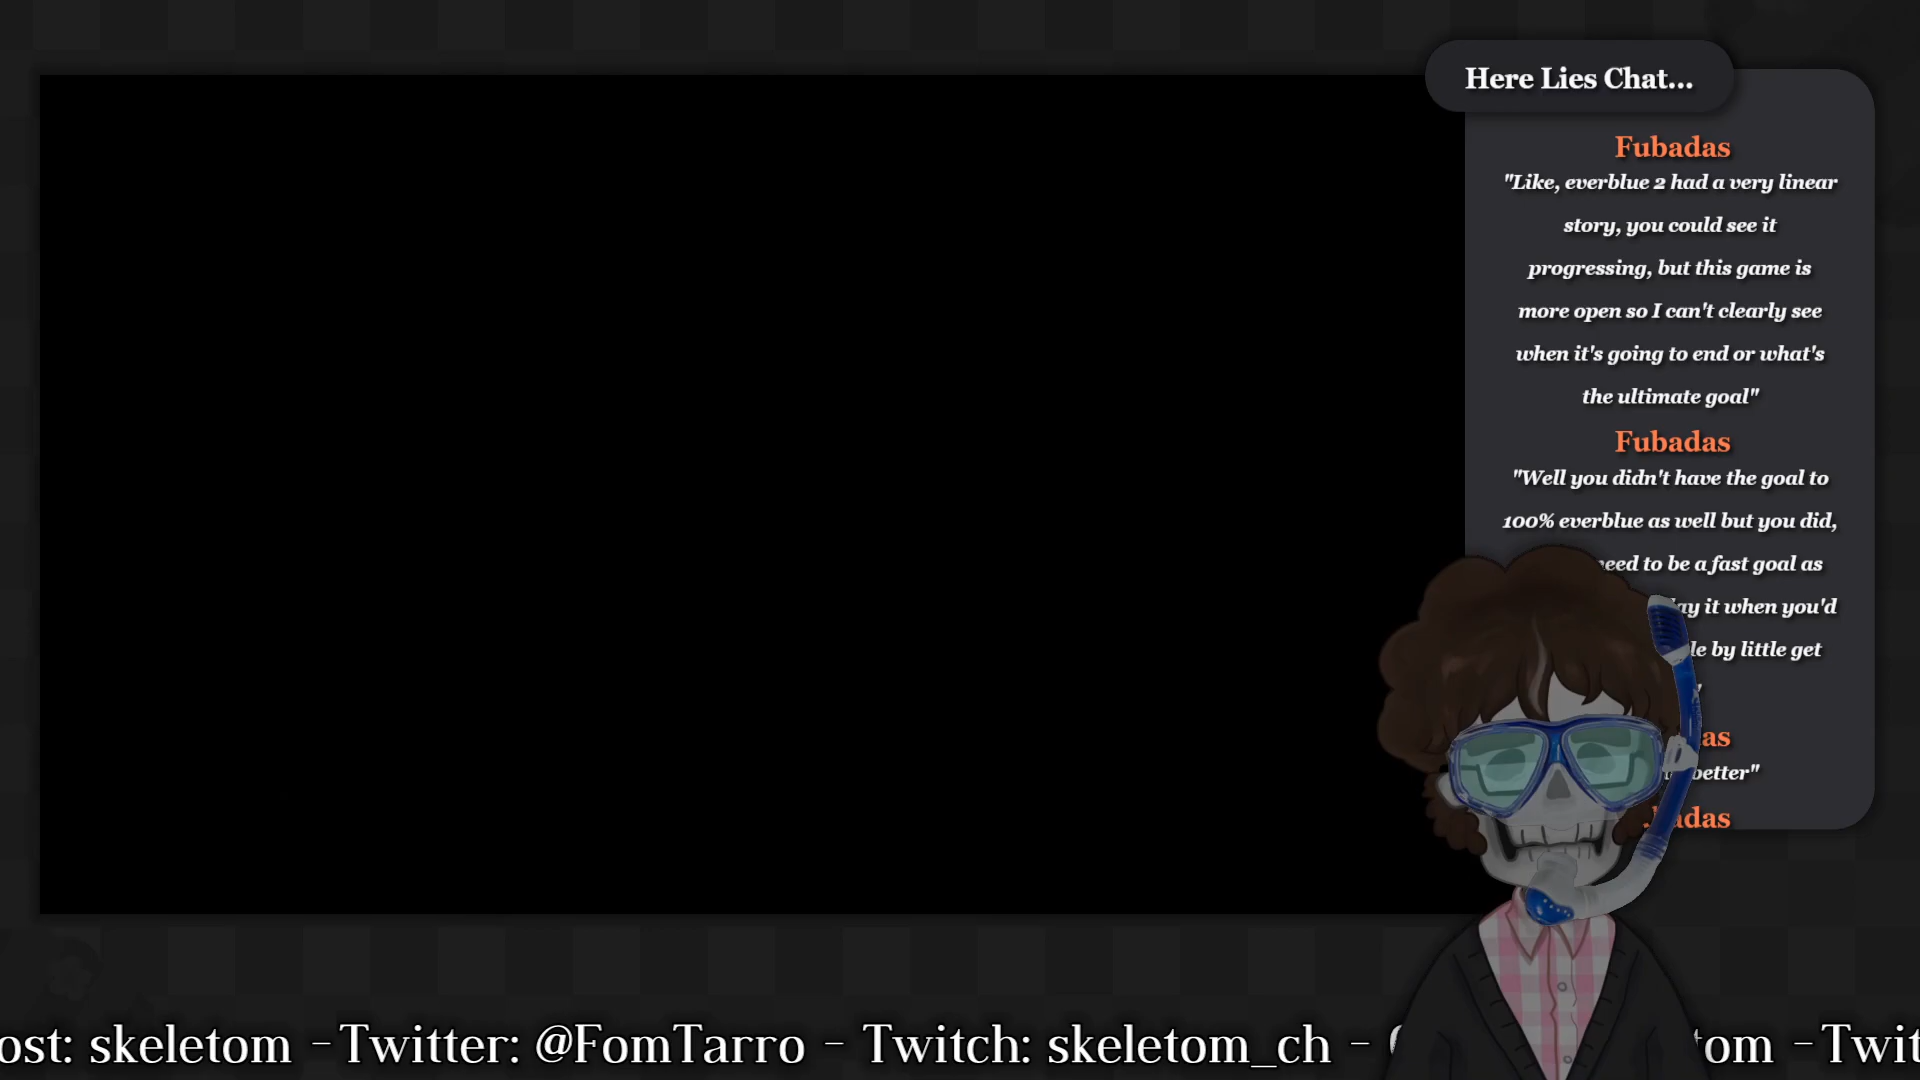 Here Lies Chat...
Fubadas
"Like, everblue 2 had a very linear
story, you could see it
progressing, but this game is
more open so I can't clearly see
when it's going to end or what's
the ultimate goal"
Fubadas
"Well you didn't have the goal to
100% everblue as well but you did,
need to be a fast goal as
it when you'd
by little get
better"
ost: skeletom - Twitter: @FomTarro - Twitch: skeletom_ch - tom - Twit